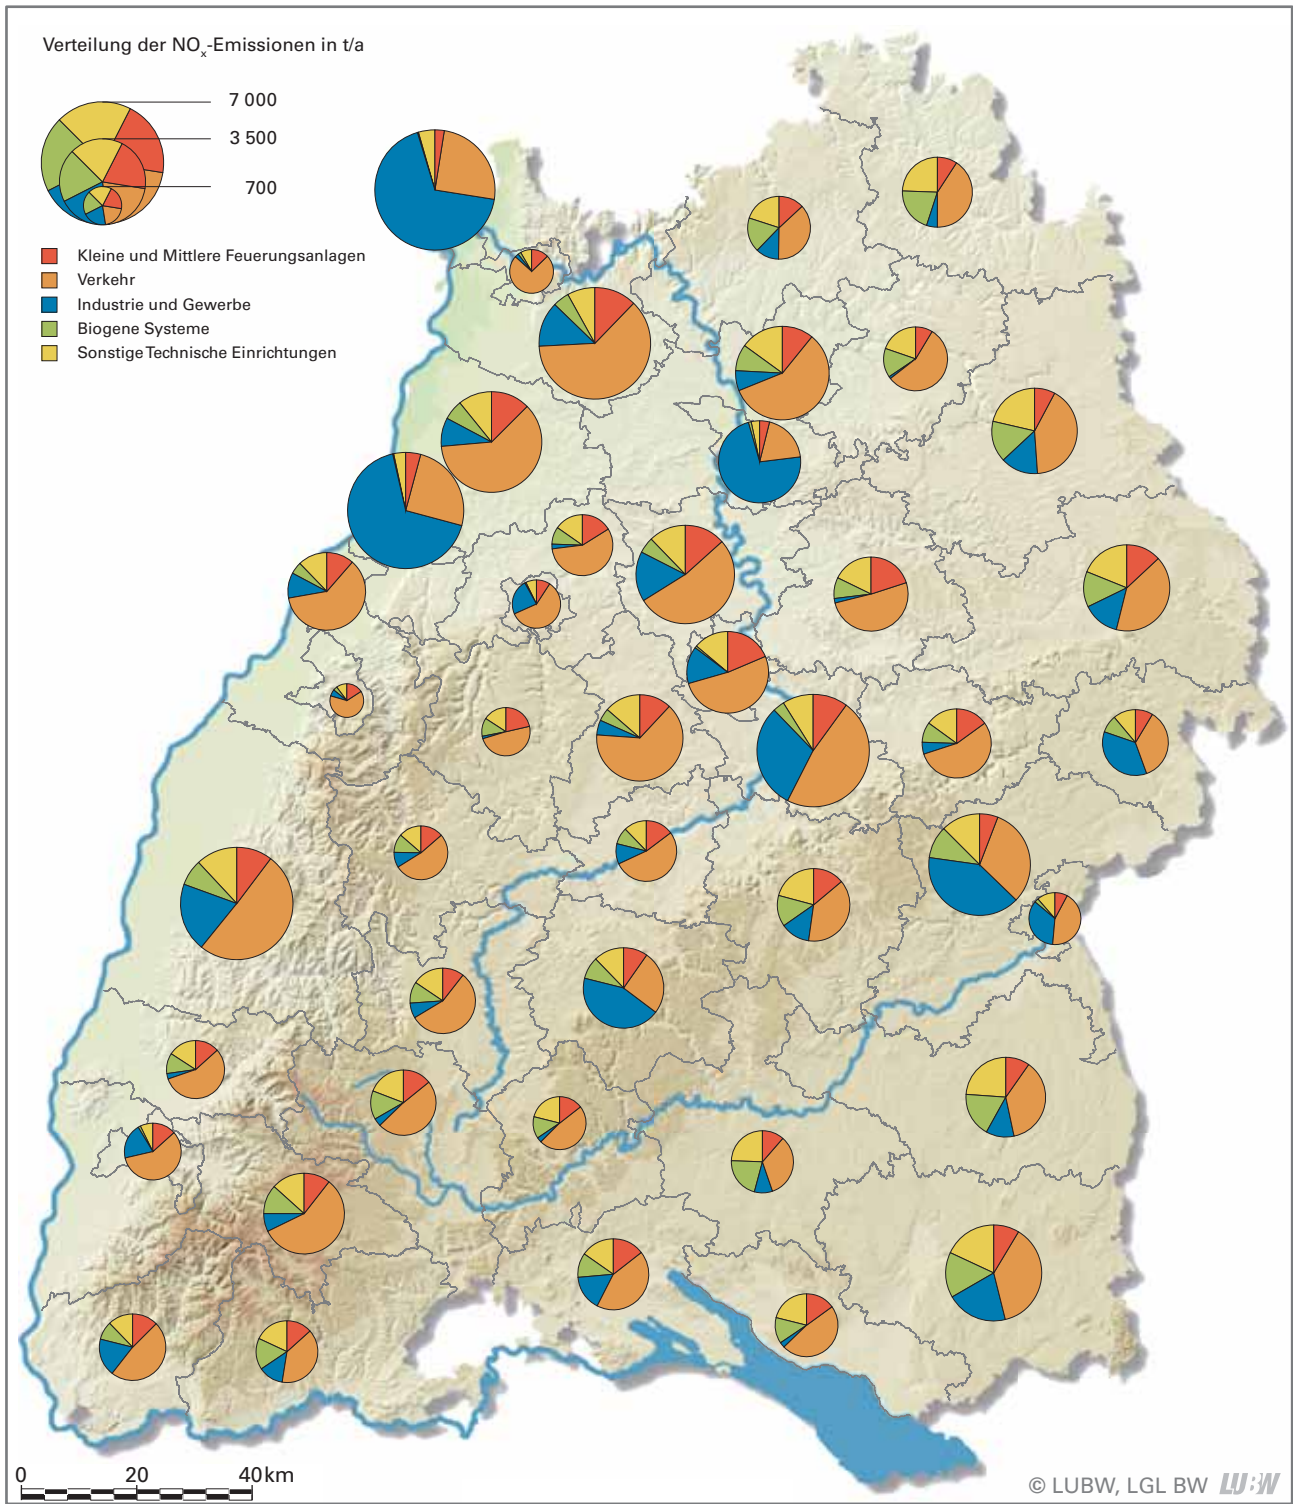 Verteilung der NOx-Emissionen in t/a
7 000
3 500
700
Kleine und Mittlere Feuerungsanlagen
Verkehr
Industrie und Gewerbe
Biogene Systeme
Sonstige Technische Einrichtungen
0 20 40 km
© LUBW, LGL BW LUBW